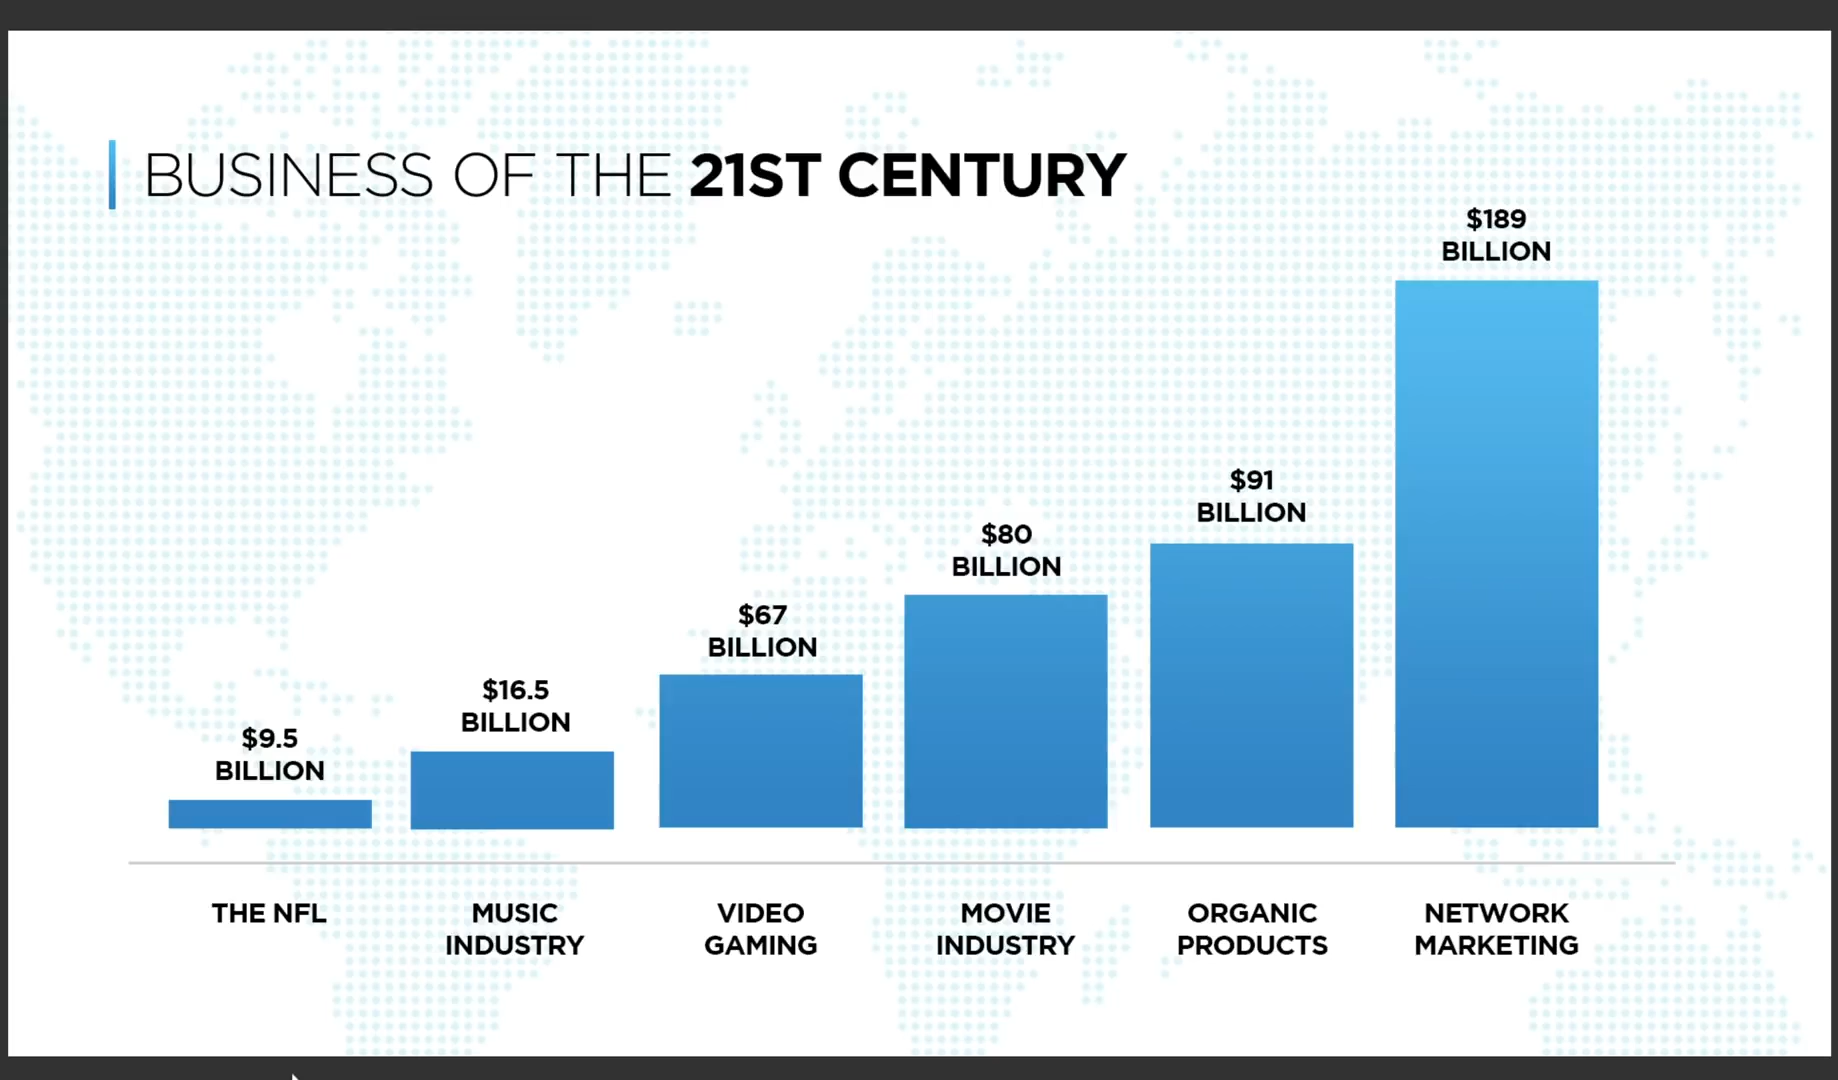 BUSINESS OF THE 21ST CENTURY
$189
BILLION
$91
BILLION
$80
BILLION
$67
BILLION
$16.5
BILLION
$9.5
BILLION
THE NFL
MUSIC
INDUSTRY
VIDEO
GAMING
MOVIE
INDUSTRY
ORGANIC
PRODUCTS
NETWORK
MARKETING